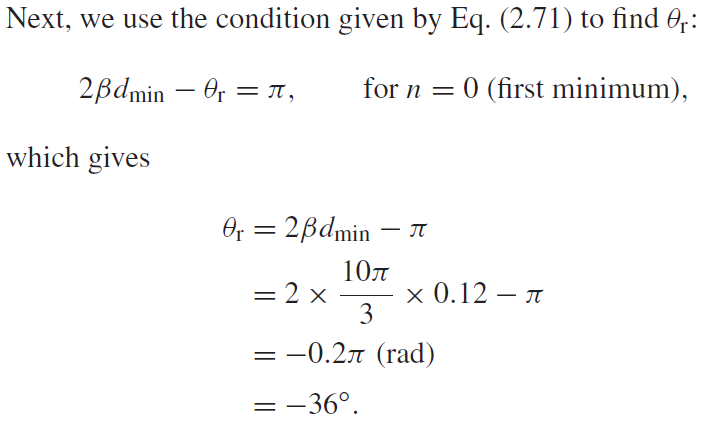 Next, we use the condition given by Eq. (2.71) to find θr:
2βdmin − θr = π, for n = 0 (first minimum),
which gives
θr = 2βdmin − π
= 2 × 10π/3 × 0.12 − π
= −0.2π (rad)
= −36°.